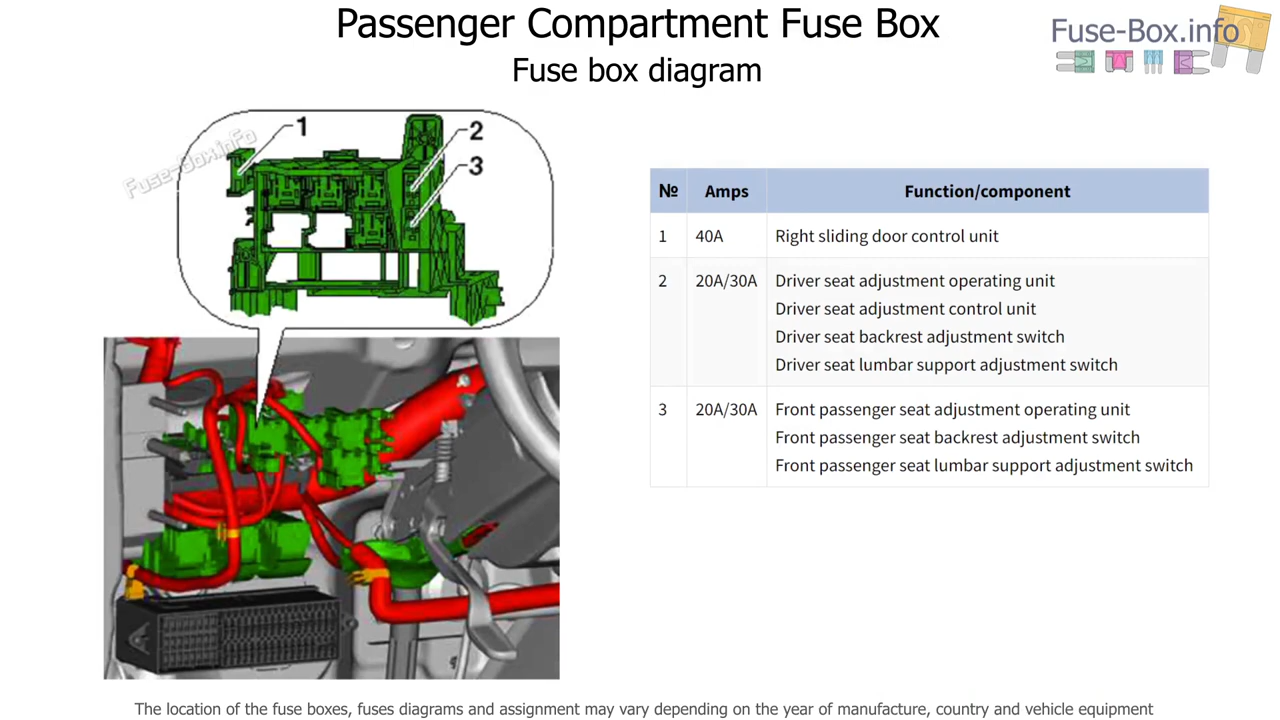 Passenger Compartment Fuse Box
Fuse box diagram
Fuse-Box.info
Fuse-Box.info
1
2
3
№ Amps Function/component
1 40A Right sliding door control unit
2 20A/30A Driver seat adjustment operating unit
Driver seat adjustment control unit
Driver seat backrest adjustment switch
Driver seat lumbar support adjustment switch
3 20A/30A Front passenger seat adjustment operating unit
Front passenger seat backrest adjustment switch
Front passenger seat lumbar support adjustment switch
The location of the fuse boxes, fuses diagrams and assignment may vary depending on the year of manufacture, country and vehicle equipment